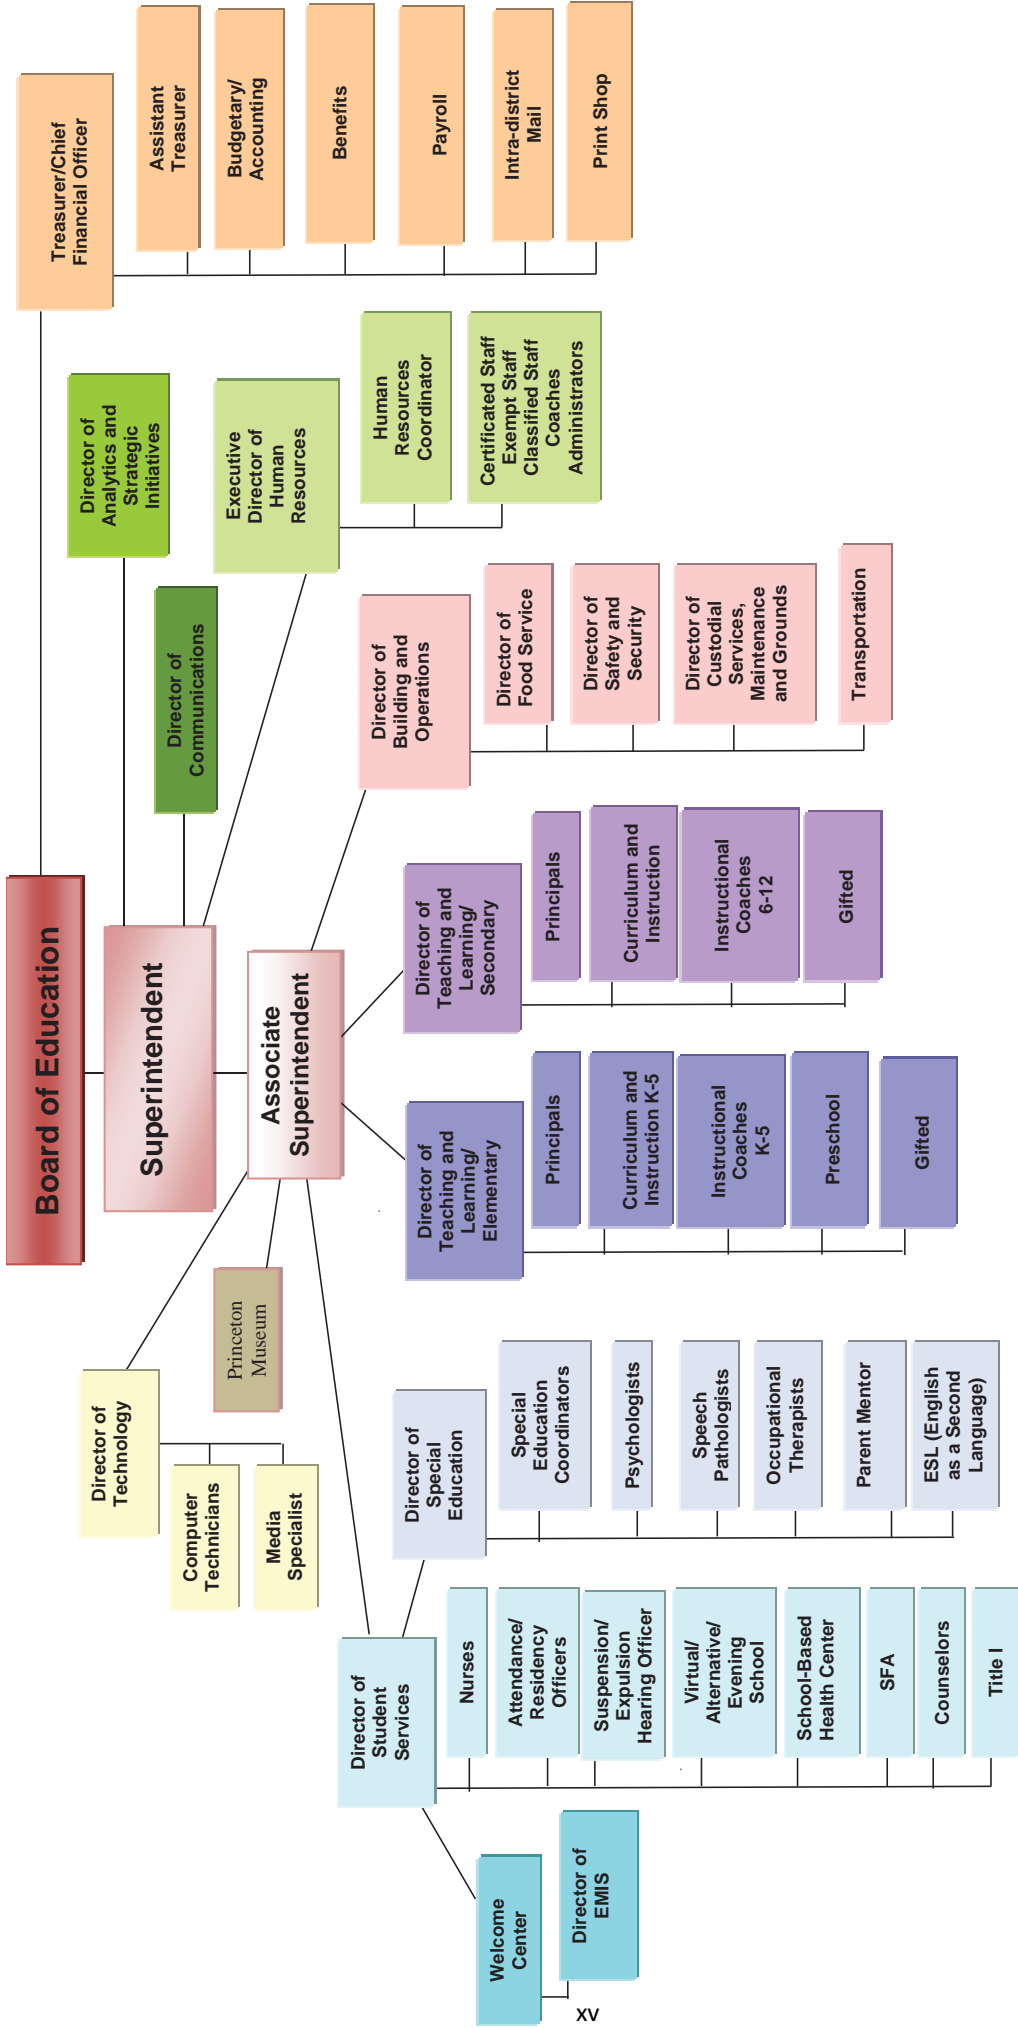 Board of Education
Treasurer/Chief
Financial Officer
Assistant
Treasurer
Budgetary/
Accounting
Benefits
Payroll
Intra-district
Mail
Print Shop
Superintendent
Director of
Analytics and
Strategic
Initiatives
Director of
Communications
Executive
Director of
Human
Resources
Human
Resources
Coordinator
Certificated Staff
Exempt Staff
Classified Staff
Coaches
Administrators
Associate
Superintendent
Director of
Technology
Computer
Technicians
Media
Specialist
Princeton
Museum
Director of
Student
Services
Welcome
Center
Director of
EMIS
Nurses
Attendance/
Residency
Officers
Suspension/
Expulsion
Hearing Officer
Virtual/
Alternative/
Evening
School
School-Based
Health Center
SFA
Counselors
Title I
Director of
Special
Education
Special
Education
Coordinators
Psychologists
Speech
Pathologists
Occupational
Therapists
Parent Mentor
ESL (English
as a Second
Language)
Director of
Teaching and
Learning/
Elementary
Principals
Curriculum and
Instruction K-5
Instructional
Coaches
K-5
Preschool
Gifted
Director of
Teaching and
Learning/
Secondary
Principals
Curriculum and
Instruction
Instructional
Coaches
6-12
Gifted
Director of
Building and
Operations
Director of
Food Service
Director of
Safety and
Security
Director of
Custodial
Services,
Maintenance
and Grounds
Transportation
XV